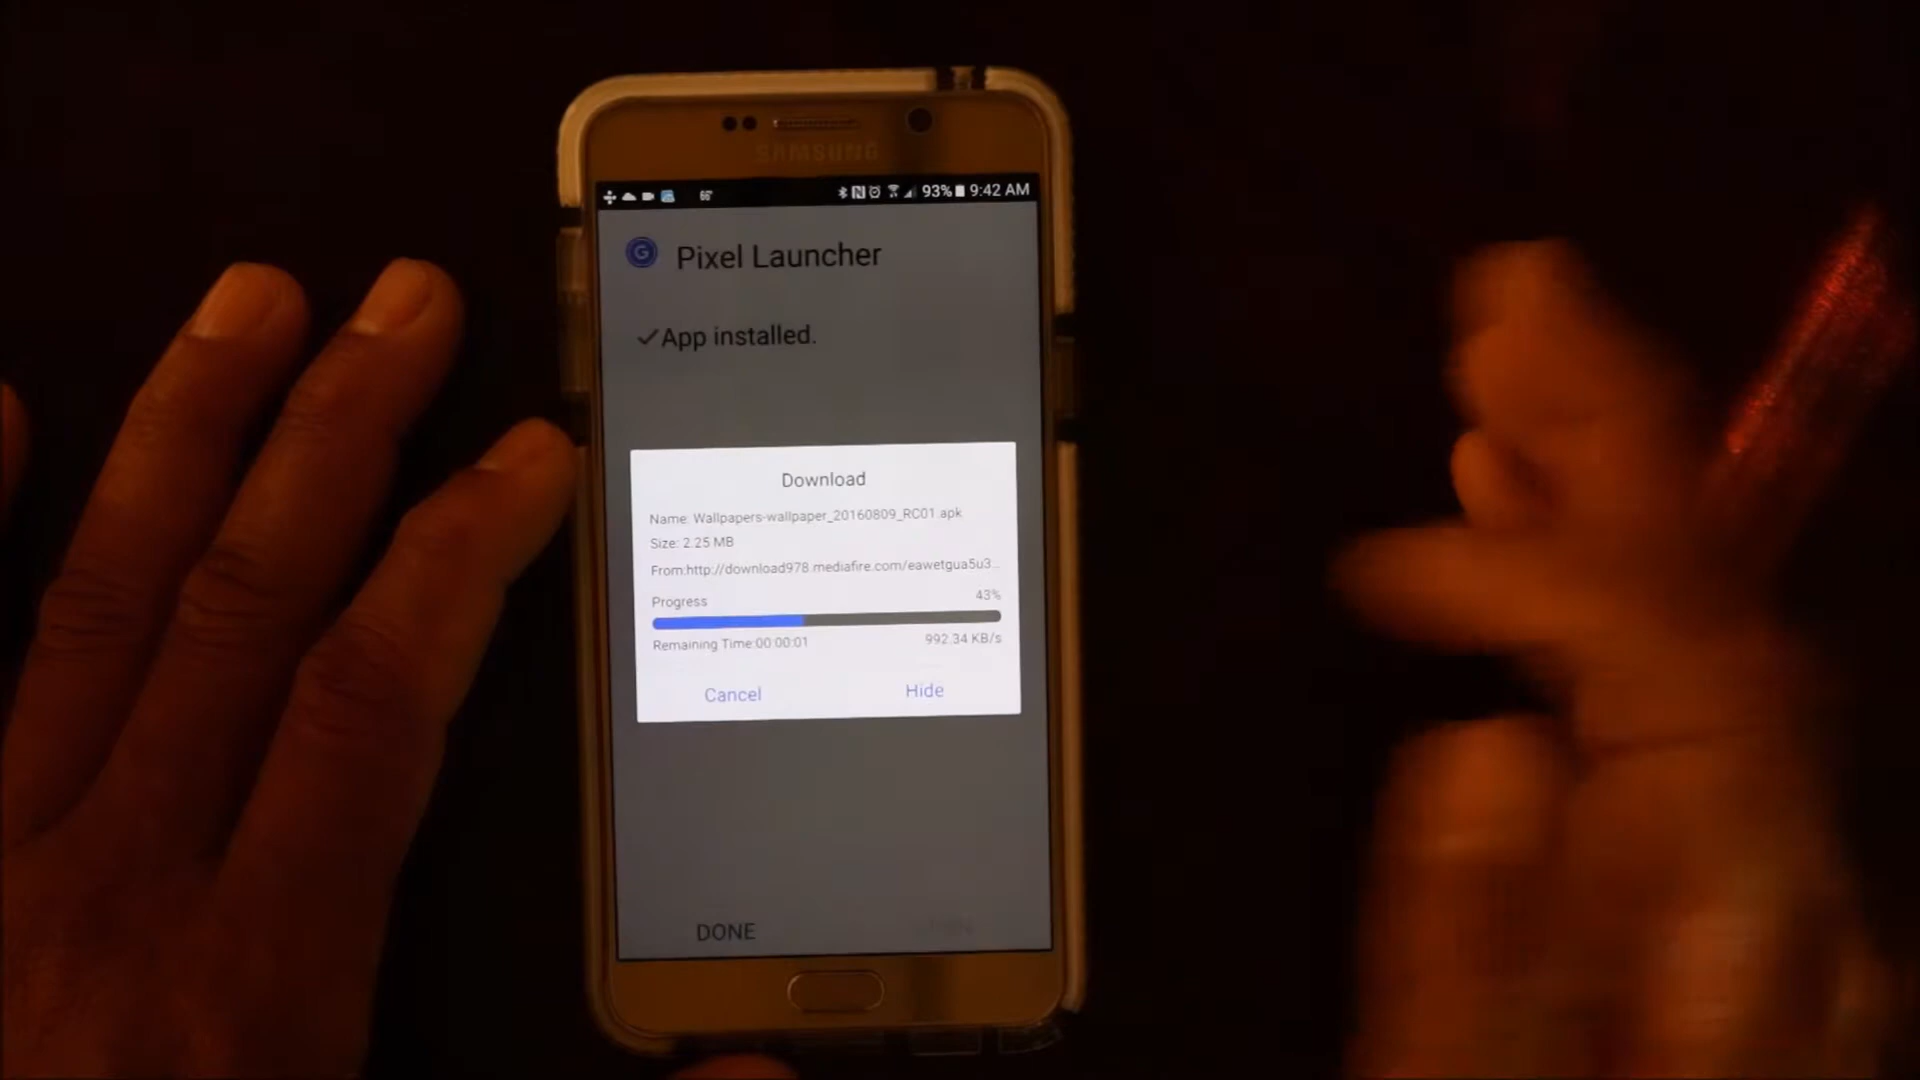 SAMSUNG
66°
93% 9:42 AM
G Pixel Launcher
App installed.
Download
Name: Wallpapers-wallpaper_20160809_RC01.apk
Size: 2.25 MB
From:http://download978.mediafire.com/eawetgua5u3...
Progress 43%
Remaining Time:00:00:01 992.34 KB/s
Cancel Hide
DONE